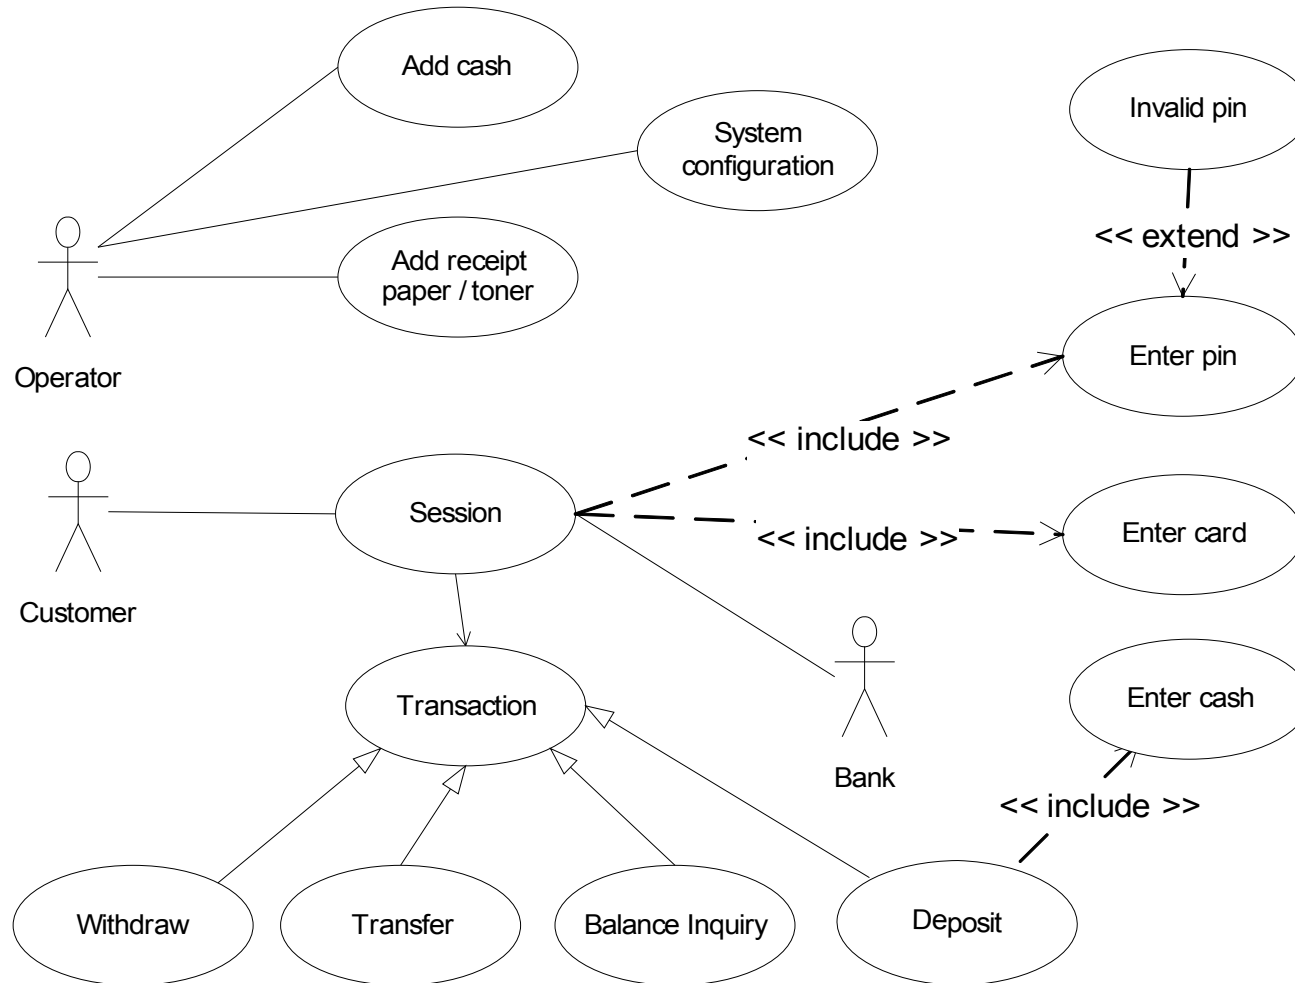 Add cash
Invalid pin
System
configuration
<< extend >>
Add receipt
paper / toner
Enter pin
Operator
<< include >>
Session
Enter card
<< include >>
Customer
Enter cash
Transaction
Bank
<< include >>
Withdraw
Transfer
Balance Inquiry
Deposit